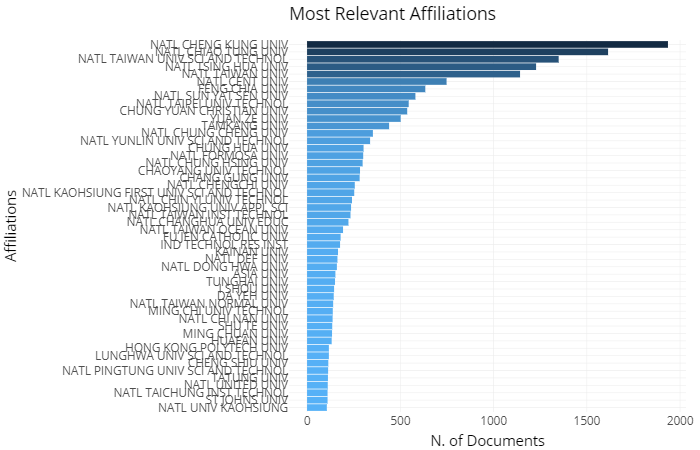 Most Relevant Affiliations
NATL CHENG KUNG UNIV
NATL CHIAO TUNG UNIV
NATL TAIWAN UNIV SCI AND TECHNOL
NATL TSING HUA UNIV
NATL TAIWAN UNIV
NATL CENT UNIV
FENG CHIA UNIV
NATL SUN YAT SEN UNIV
NATL TAIPEI UNIV TECHNOL
CHUNG YUAN CHRISTIAN UNIV
YUAN ZE UNIV
TAMKANG UNIV
NATL CHUNG CHENG UNIV
NATL YUNLIN UNIV SCI AND TECHNOL
CHUNG HUA UNIV
NATL FORMOSA UNIV
NATL CHUNG HSING UNIV
CHAOYANG UNIV TECHNOL
CHANG GUNG UNIV
NATL CHENGCHI UNIV
NATL KAOHSIUNG FIRST UNIV SCI AND TECHNOL
NATL CHIN YI UNIV TECHNOL
NATL KAOHSIUNG UNIV APPL SCI
NATL TAIWAN INST TECHNOL
NATL CHANGHUA UNIV EDUC
NATL TAIWAN OCEAN UNIV
FU JEN CATHOLIC UNIV
IND TECHNOL RES INST
KAINAN UNIV
NATL DEF UNIV
NATL DONG HWA UNIV
ASIA UNIV
TUNGHAI UNIV
I SHOU UNIV
DA YEH UNIV
NATL TAIWAN NORMAL UNIV
MING CHI UNIV TECHNOL
NATL CHI NAN UNIV
SHU TE UNIV
MING CHUAN UNIV
HUAFAN UNIV
HONG KONG POLYTECH UNIV
LUNGHWA UNIV SCI AND TECHNOL
CHENG SHIU UNIV
NATL PINGTUNG UNIV SCI AND TECHNOL
TATUNG UNIV
NATL UNITED UNIV
NATL TAICHUNG INST TECHNOL
ST JOHNS UNIV
NATL UNIV KAOHSIUNG
Affiliations
0 500 1000 1500 2000
N. of Documents